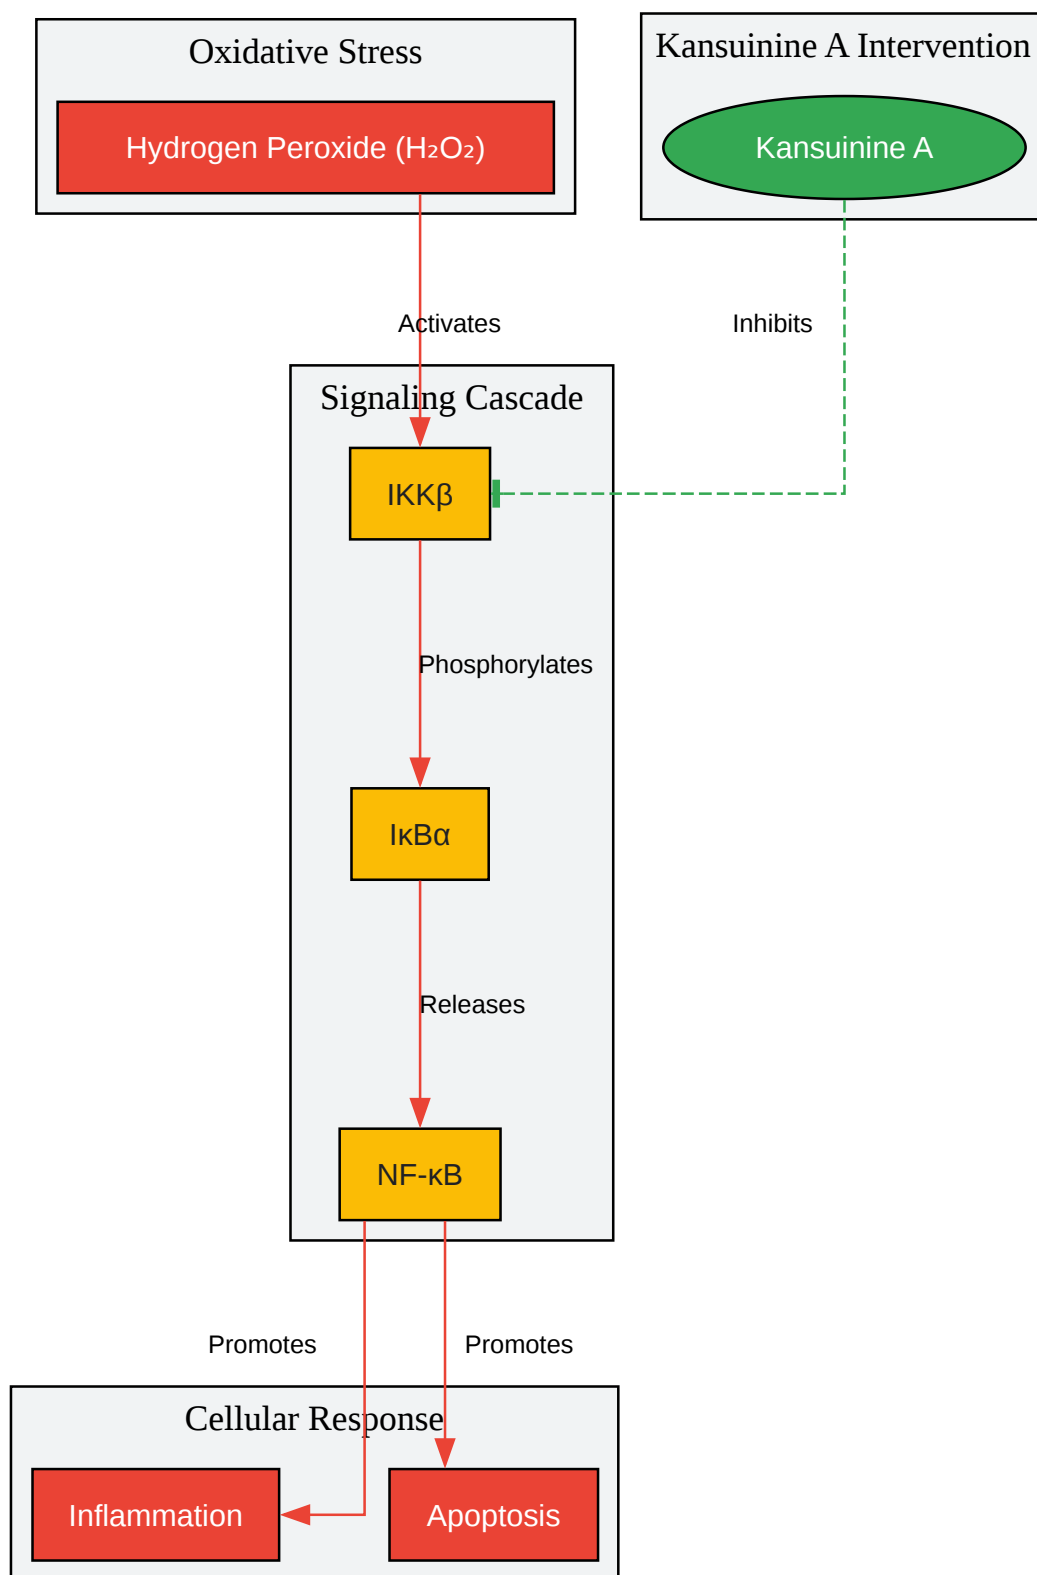 Oxidative Stress
Hydrogen Peroxide (H₂O₂)
Kansuinine A Intervention
Kansuinine A
Activates
Inhibits
Signaling Cascade
IKKβ
Phosphorylates
IκBα
Releases
NF-κB
Promotes
Promotes
Cellular Response
Inflammation
Apoptosis